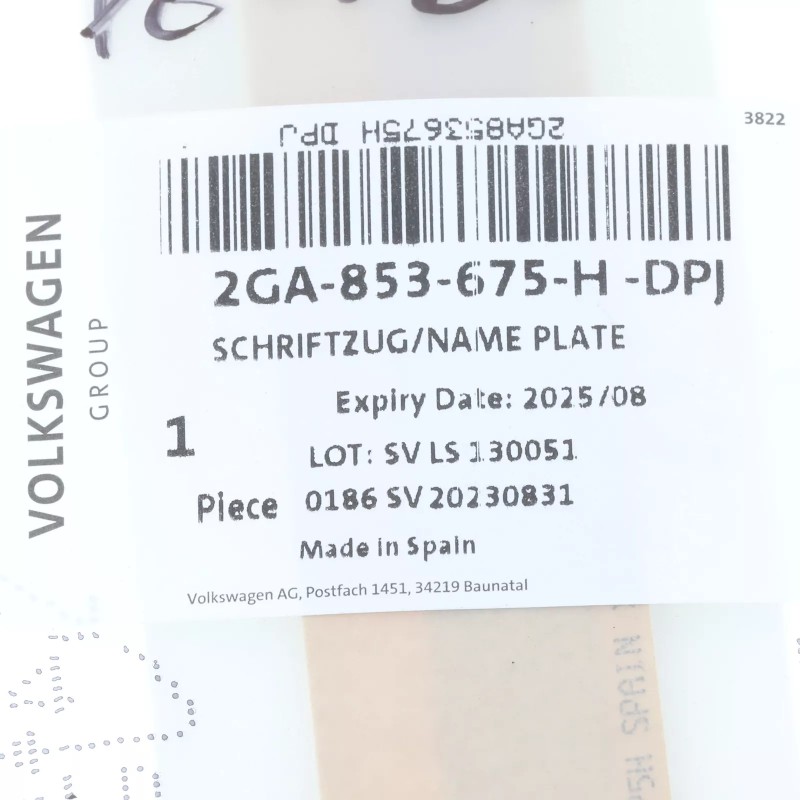 3822
2GA853675H DPJ
2GA-853-675-H -DPJ
SCHRIFTZUG/NAME PLATE
Expiry Date: 2025/08
1
LOT: SV LS 130051
Piece 0186 SV 20230831
Made in Spain
Volkswagen AG, Postfach 1451, 34219 Baunatal
VOLKSWAGEN
GROUP
SPAIN